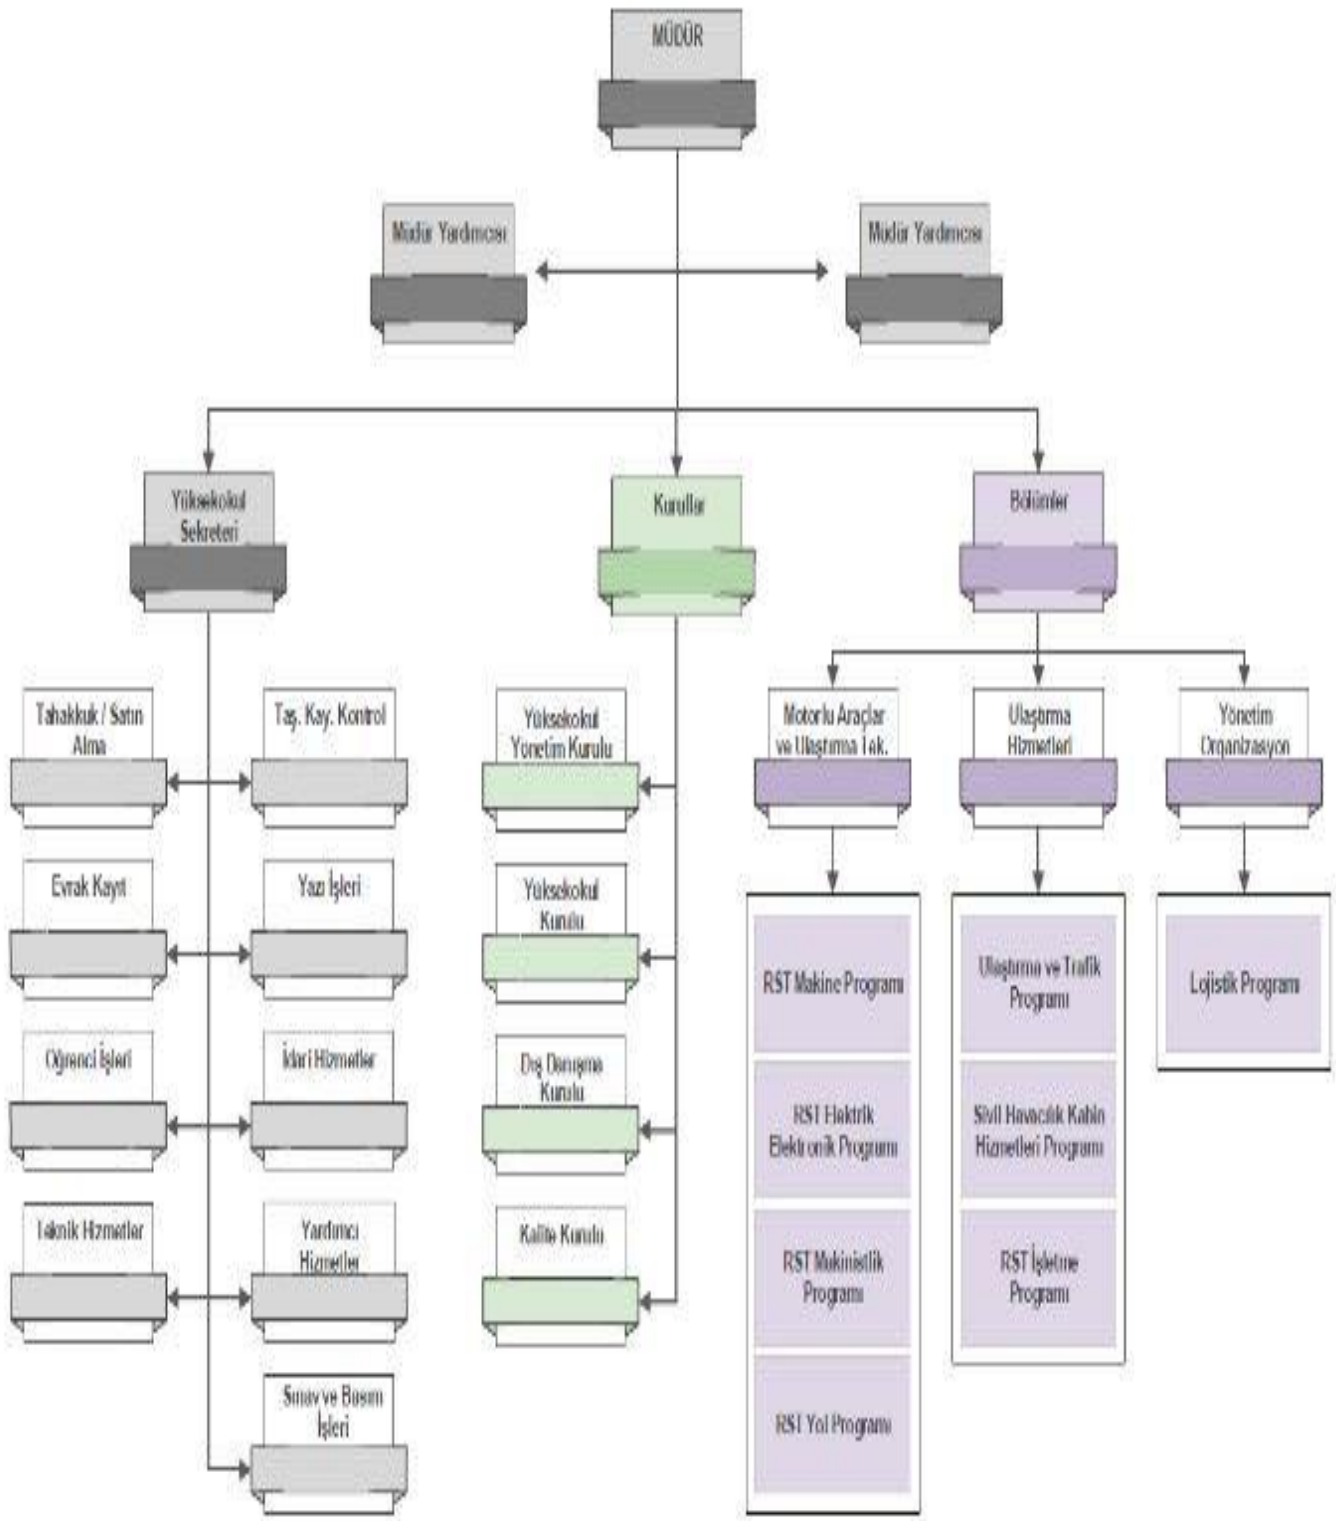 MÜDÜR
Müdür Yardımcısı
Müdür Yardımcısı
Yüksekokul
Sekreteri
Kurullar
Bölümler
Tahakkuk / Satın
Alma
Taş. Kay. Kontrol
Evrak Kayıt
Yazı İşleri
Öğrenci İşleri
İdari Hizmetler
Teknik Hizmetler
Yardımcı
Hizmetler
Sınav ve Basım
İşleri
Yüksekokul
Yönetim Kurulu
Yüksekokul
Kurulu
Dış Danışma
Kurulu
Kalite Kurulu
Motorlu Araçlar
ve Ulaştırma Tek.
Ulaştırma
Hizmetleri
Yönetim
Organizasyon
RST Makine Programı
RST Elektrik
Elektronik Programı
RST Makinistlik
Programı
RST Yol Programı
Ulaştırma ve Trafik
Programı
Sivil Havacılık Kabin
Hizmetleri Programı
RST İşletme
Programı
Lojistik Programı